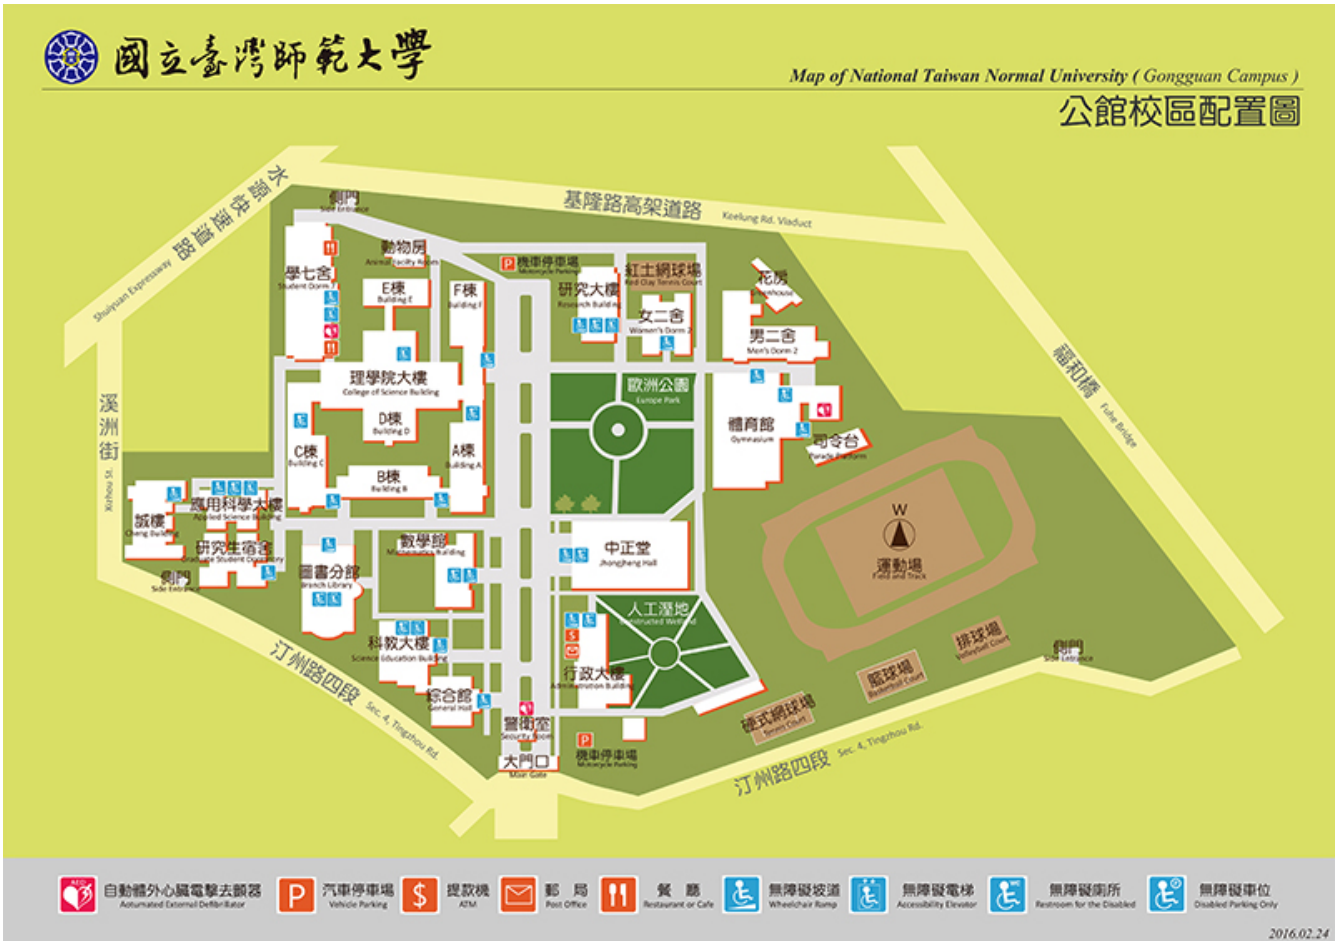 國立臺灣師範大學
Map of National Taiwan Normal University ( Gongguan Campus )
公館校區配置圖
水源快速道路
Shuiyuan Expressway
側門
Side Entrance
基隆路高架道路
Keelung Rd. Viaduct
動物房
Animal Facility Room
機車停車場
Motorcycle Parking
紅土網球場
Red Clay Tennis Court
花房
Greenhouse
學七舍
Student Dorm 7
E棟
Building E
F棟
Building F
研究大樓
Research Building
女二舍
Women's Dorm 2
男二舍
Men's Dorm 2
福和橋
Fuhe Bridge
理學院大樓
College of Science Building
歐洲公園
Europe Park
溪洲街
Xizhou St.
D棟
Building D
體育館
Gymnasium
司令台
Parade Platform
C棟
Building C
A棟
Building A
B棟
Building B
應用科學大樓
Applied Science Building
誠樓
Cheng Building
W
運動場
Field and Track
研究生宿舍
Graduate Student Dormitory
數學館
Mathematics Building
中正堂
Jhongjheng Hall
側門
Side Entrance
圖書分館
Branch Library
人工溼地
Constructed Wetland
排球場
Volleyball Court
側門
Side Entrance
科教大樓
Science Education Building
籃球場
Basketball Court
行政大樓
Administration Building
汀州路四段
Sec. 4, Tingzhou Rd.
綜合館
General Hall
硬式網球場
Tennis Court
警衛室
Security Room
大門口
Main Gate
機車停車場
Motorcycle Parking
汀州路四段 Sec. 4, Tingzhou Rd.
AED
自動體外心臟電擊去顫器
Automated External Defibrillator
P
汽車停車場
Vehicle Parking
$
提款機
ATM
郵 局
Post Office
餐 廳
Restaurant or Cafe
無障礙坡道
Wheelchair Ramp
無障礙電梯
Accessibility Elevator
WC
無障礙廁所
Restroom for the Disabled
P
無障礙車位
Disabled Parking Only
2016.02.24